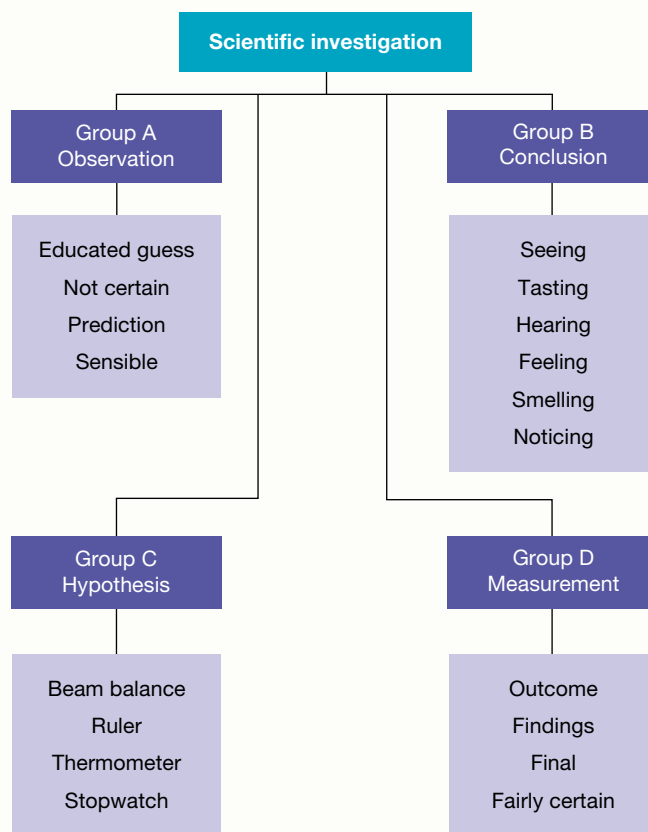 Scientific investigation
Group A
Observation
Educated guess
Not certain
Prediction
Sensible
Group B
Conclusion
Seeing
Tasting
Hearing
Feeling
Smelling
Noticing
Group C
Hypothesis
Beam balance
Ruler
Thermometer
Stopwatch
Group D
Measurement
Outcome
Findings
Final
Fairly certain